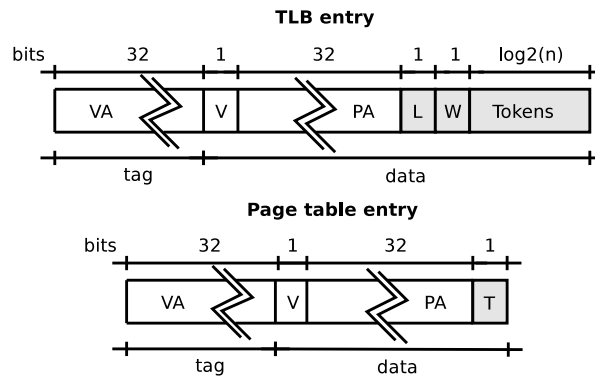 TLB entry
bits 32 1 32 1 1 log2(n)
VA V PA L W Tokens
tag data
Page table entry
bits 32 1 32 1
VA V PA T
tag data